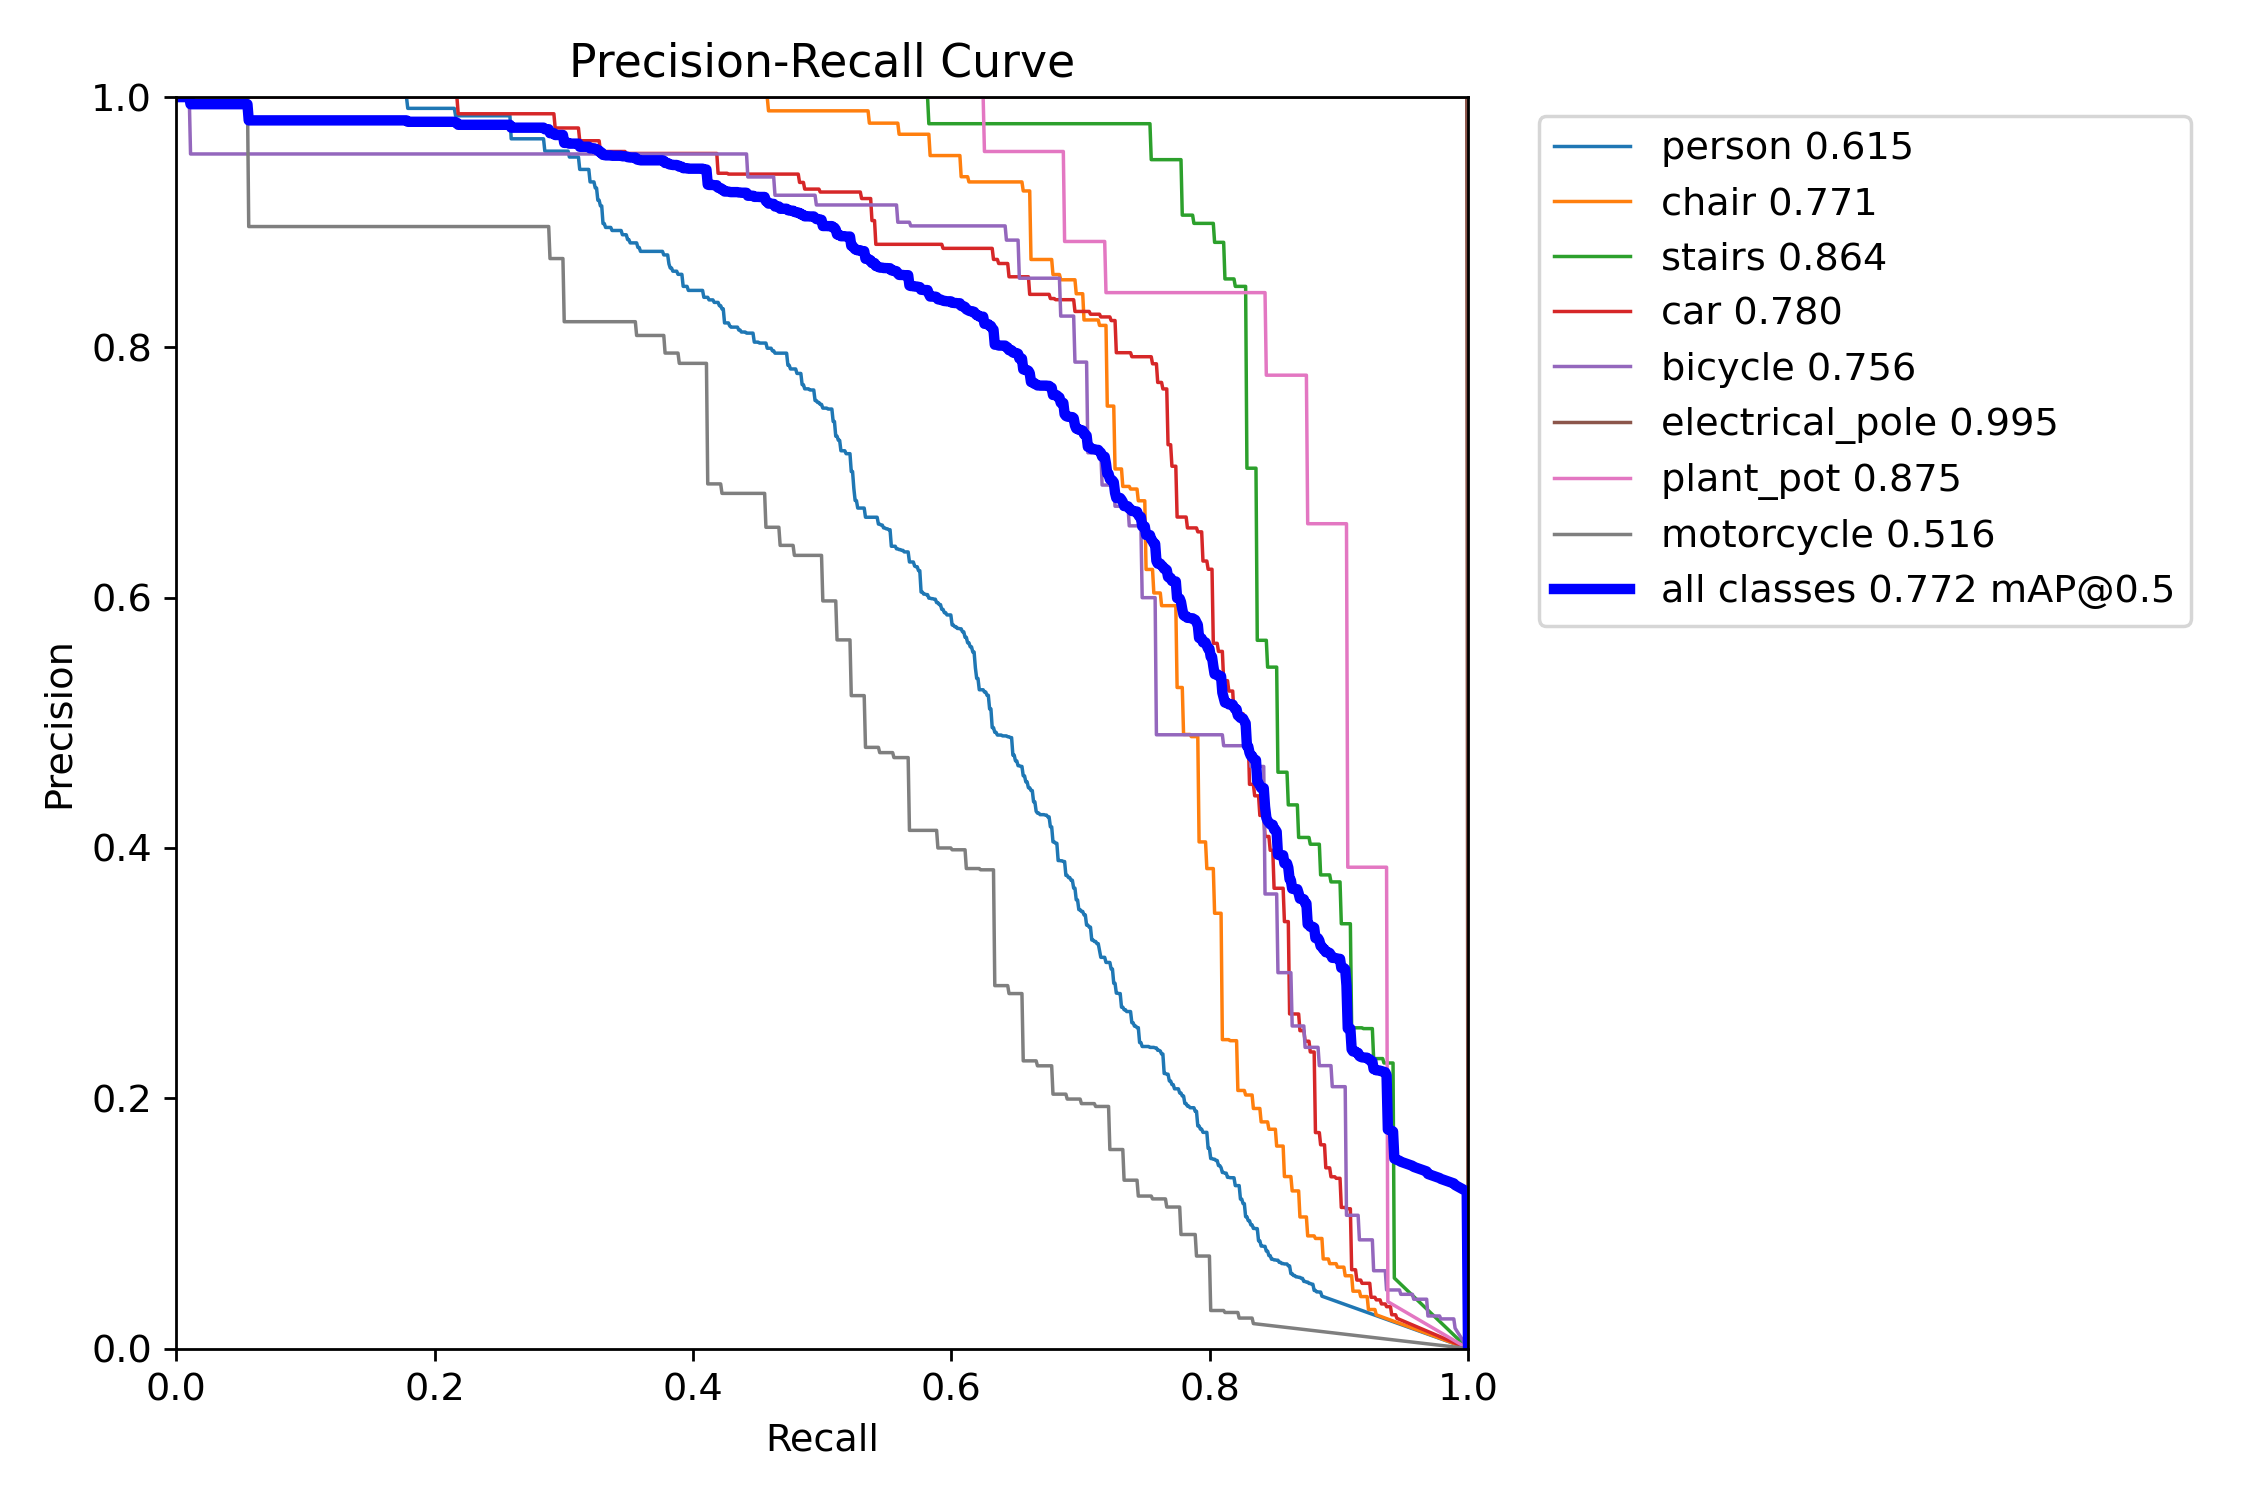 Precision-Recall Curve
1.0
0.8
0.6
0.4
0.2
0.0
Precision
0.0 0.2 0.4 0.6 0.8 1.0
Recall
person 0.615
chair 0.771
stairs 0.864
car 0.780
bicycle 0.756
electrical_pole 0.995
plant_pot 0.875
motorcycle 0.516
all classes 0.772 mAP@0.5